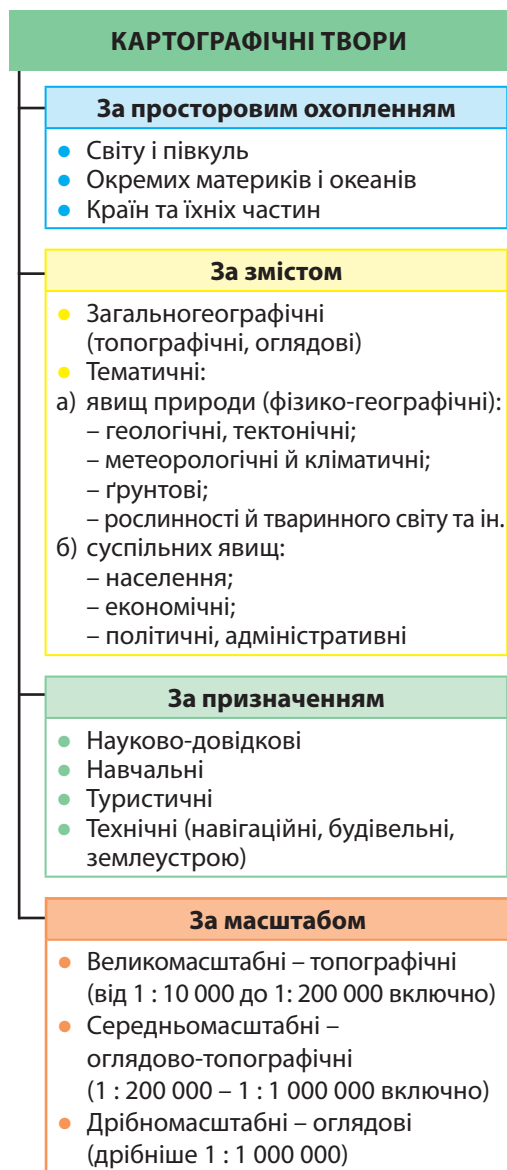 КАРТОГРАФІЧНІ ТВОРИ
За просторовим охопленням
● Світу і півкуль
● Окремих материків і океанів
● Країн та їхніх частин
За змістом
● Загальногеографічні
(топографічні, оглядові)
● Тематичні:
а) явищ природи (фізико-географічні):
– геологічні, тектонічні;
– метеорологічні й кліматичні;
– ґрунтові;
– рослинності й тваринного світу та ін.
б) суспільних явищ:
– населення;
– економічні;
– політичні, адміністративні
За призначенням
● Науково-довідкові
● Навчальні
● Туристичні
● Технічні (навігаційні, будівельні,
землеустрою)
За масштабом
● Великомасштабні – топографічні
(від 1 : 10 000 до 1: 200 000 включно)
● Середньомасштабні –
оглядово-топографічні
(1 : 200 000 – 1 : 1 000 000 включно)
● Дрібномасштабні – оглядові
(дрібніше 1 : 1 000 000)